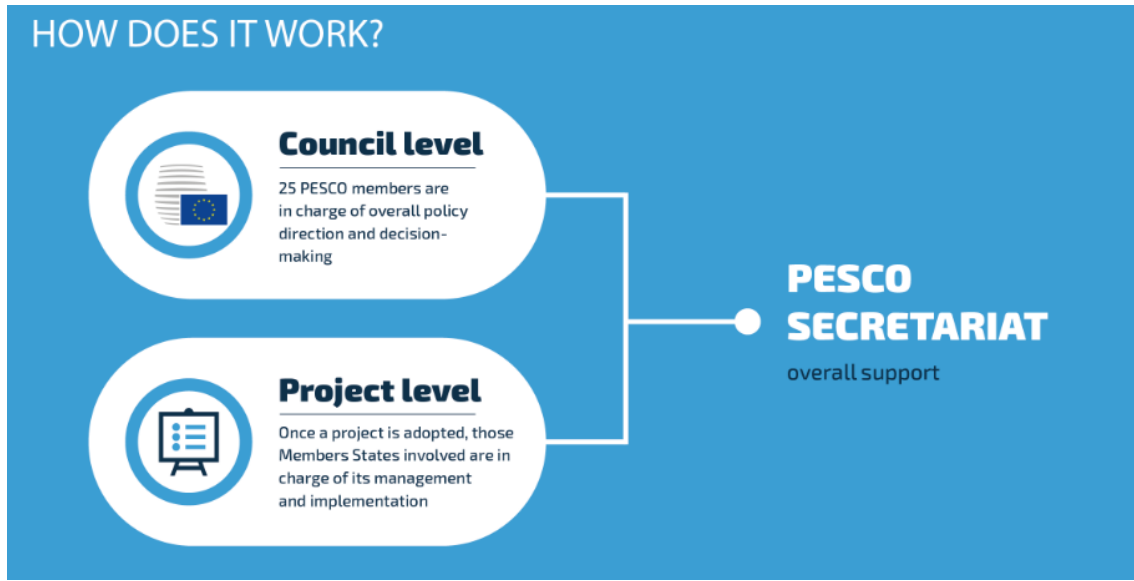 HOW DOES IT WORK?
Council level
25 PESCO members are
in charge of overall policy
direction and decision-
making
Project level
Once a project is adopted, those
Members States involved are in
charge of its management
and implementation
PESCO
SECRETARIAT
overall support